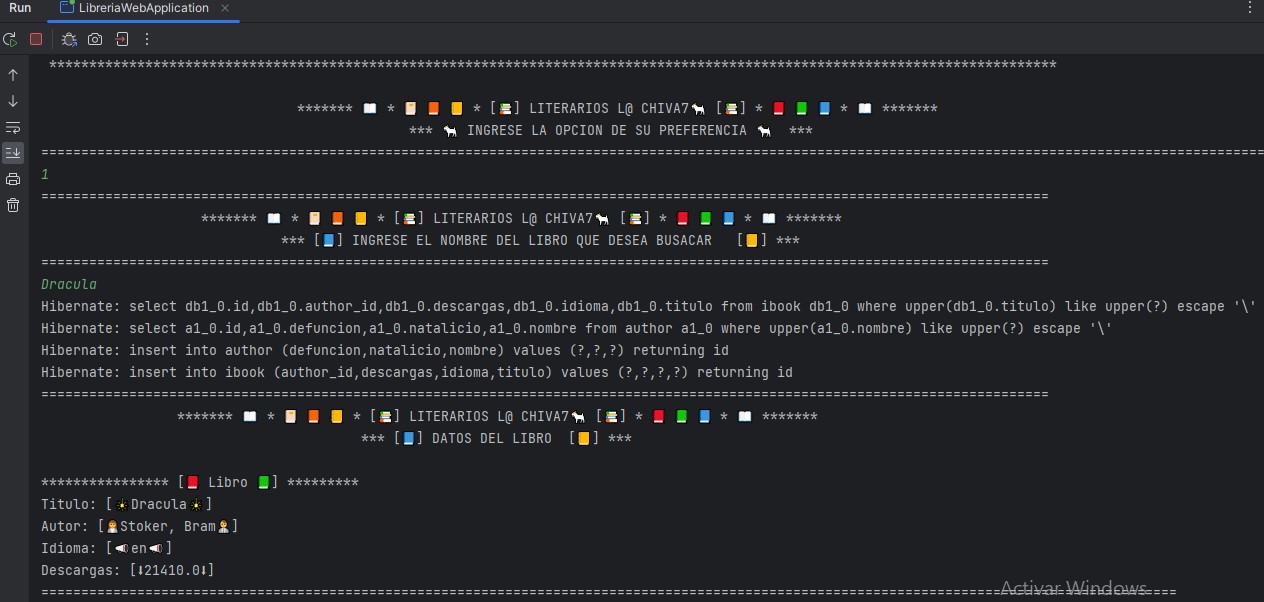 Run LibreriaWebApplication
******************************************************************************************************************************
******* 📖 * 📔 📙 📒 * [📚] LITERARIOS L@ CHIVA7🐐 [📚] * 📕 📗 📘 * 📖 *******
*** 🐐 INGRESE LA OPCION DE SU PREFERENCIA 🐐 ***
=========================================================================================================================================================
1
==============================================================================================================================
******* 📖 * 📔 📙 📒 * [📚] LITERARIOS L@ CHIVA7🐐 [📚] * 📕 📗 📘 * 📖 *******
*** [📘] INGRESE EL NOMBRE DEL LIBRO QUE DESEA BUSACAR [📒] ***
==============================================================================================================================
Dracula
Hibernate: select db1_0.id,db1_0.author_id,db1_0.descargas,db1_0.idioma,db1_0.titulo from ibook db1_0 where upper(db1_0.titulo) like upper(?) escape '\'
Hibernate: select a1_0.id,a1_0.defuncion,a1_0.natalicio,a1_0.nombre from author a1_0 where upper(a1_0.nombre) like upper(?) escape '\'
Hibernate: insert into author (defuncion,natalicio,nombre) values (?,?,?) returning id
Hibernate: insert into ibook (author_id,descargas,idioma,titulo) values (?,?,?,?) returning id
==============================================================================================================================
******* 📖 * 📔 📙 📒 * [📚] LITERARIOS L@ CHIVA7🐐 [📚] * 📕 📗 📘 * 📖 *******
*** [📘] DATOS DEL LIBRO [📒] ***
**************** [📕 Libro 📗] *********
Titulo: [🔅Dracula🔅]
Autor: [Stoker, Bram]
Idioma: [📢en📢]
Descargas: [⬇21410.0⬇]
==============================================================================================================================================
Activar Windows